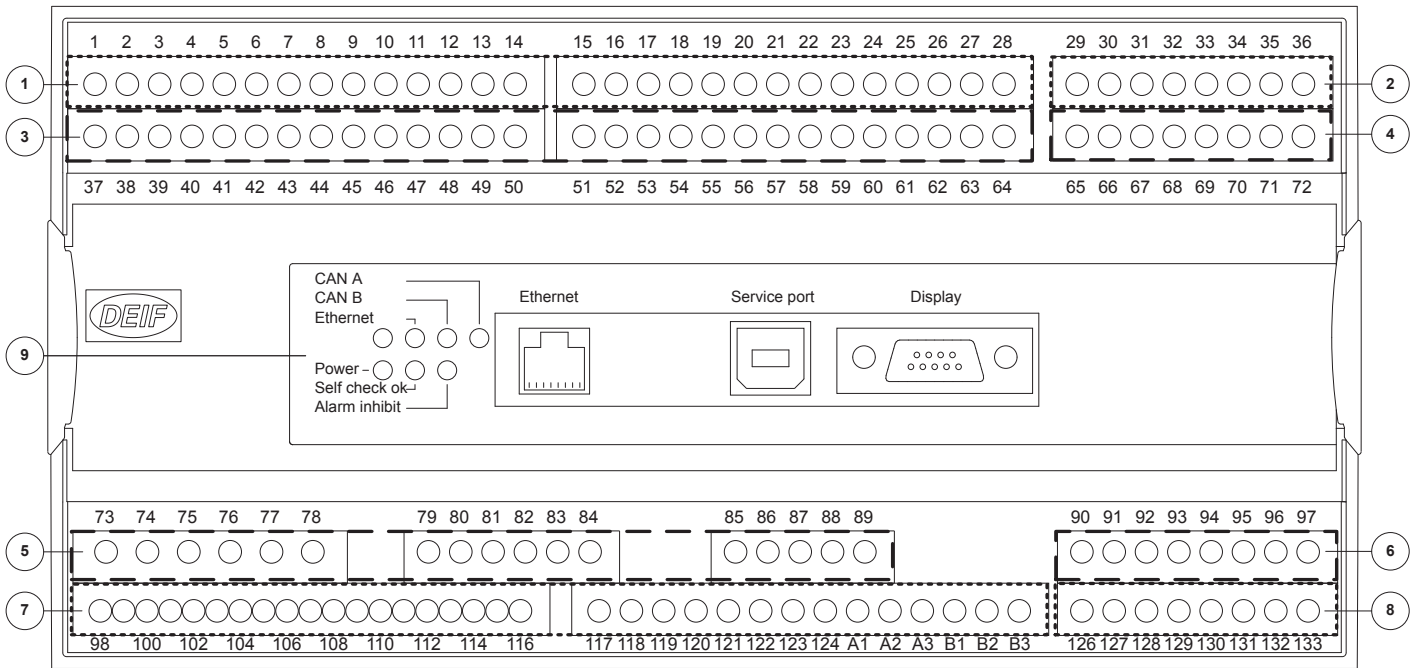 1 2 3 4 5 6 7 8 9 10 11 12 13 14 15 16 17 18 19 20 21 22 23 24 25 26 27 28 29 30 31 32 33 34 35 36
1 2
3 4
37 38 39 40 41 42 43 44 45 46 47 48 49 50 51 52 53 54 55 56 57 58 59 60 61 62 63 64 65 66 67 68 69 70 71 72
CAN A
CAN B Ethernet Service port Display
Ethernet
DEIF
9
Power
Self check ok
Alarm inhibit
73 74 75 76 77 78 79 80 81 82 83 84 85 86 87 88 89 90 91 92 93 94 95 96 97
5 6
7 8
98 100 102 104 106 108 110 112 114 116 117 118 119 120 121 122 123 124 A1 A2 A3 B1 B2 B3 126 127 128 129 130 131 132 133